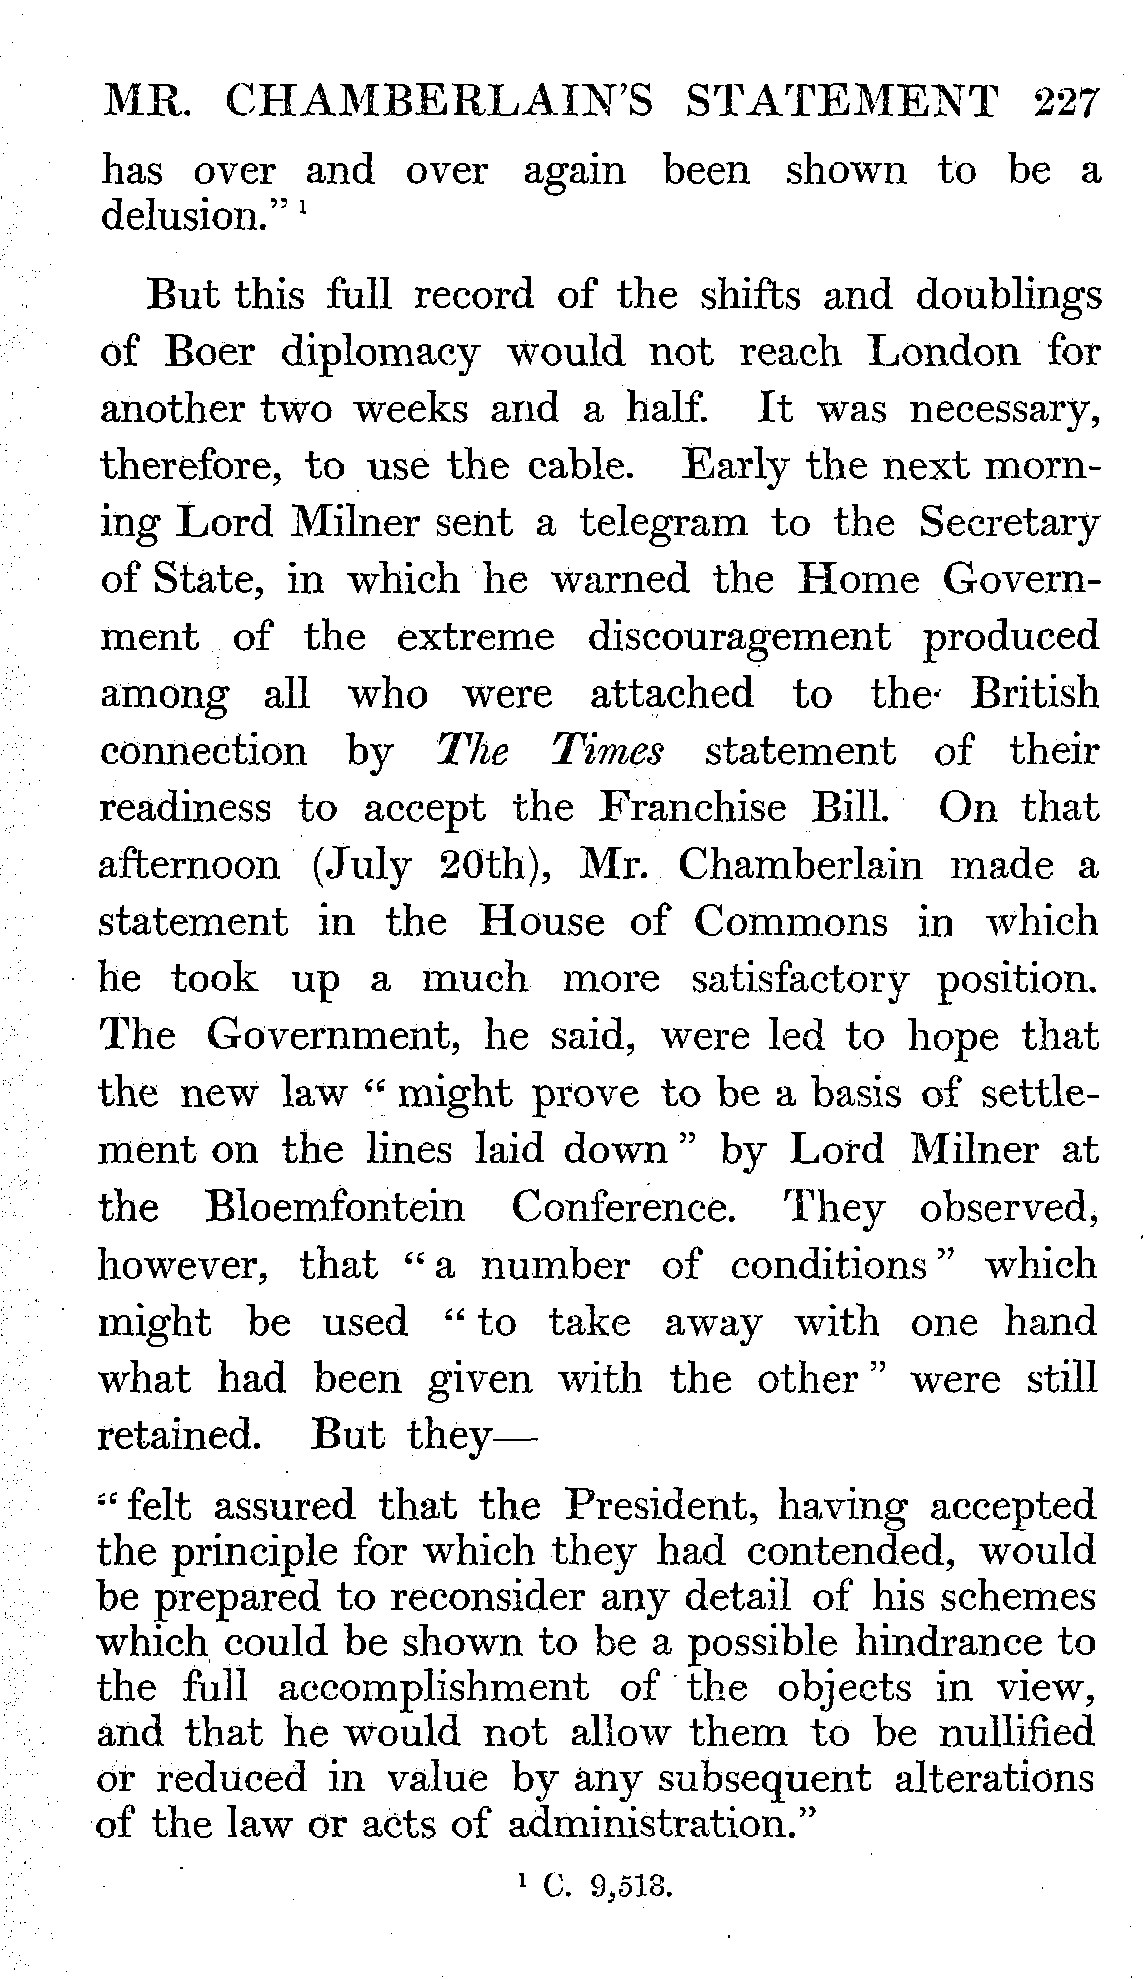 MR. CHAMBERLAIN'S STATEMENT 227
has over and over again been shown to be a
delusion." ¹
But this full record of the shifts and doublings
of Boer diplomacy would not reach London for
another two weeks and a half. It was necessary,
therefore, to use the cable. Early the next morn-
ing Lord Milner sent a telegram to the Secretary
of State, in which he warned the Home Govern-
ment of the extreme discouragement produced
among all who were attached to the British
connection by The Times statement of their
readiness to accept the Franchise Bill. On that
afternoon (July 20th), Mr. Chamberlain made a
statement in the House of Commons in which
he took up a much more satisfactory position.
The Government, he said, were led to hope that
the new law "might prove to be a basis of settle-
ment on the lines laid down" by Lord Milner at
the Bloemfontein Conference. They observed,
however, that "a number of conditions" which
might be used "to take away with one hand
what had been given with the other" were still
retained. But they—
"felt assured that the President, having accepted
the principle for which they had contended, would
be prepared to reconsider any detail of his schemes
which could be shown to be a possible hindrance to
the full accomplishment of the objects in view,
and that he would not allow them to be nullified
or reduced in value by any subsequent alterations
of the law or acts of administration."
¹ C. 9,518.